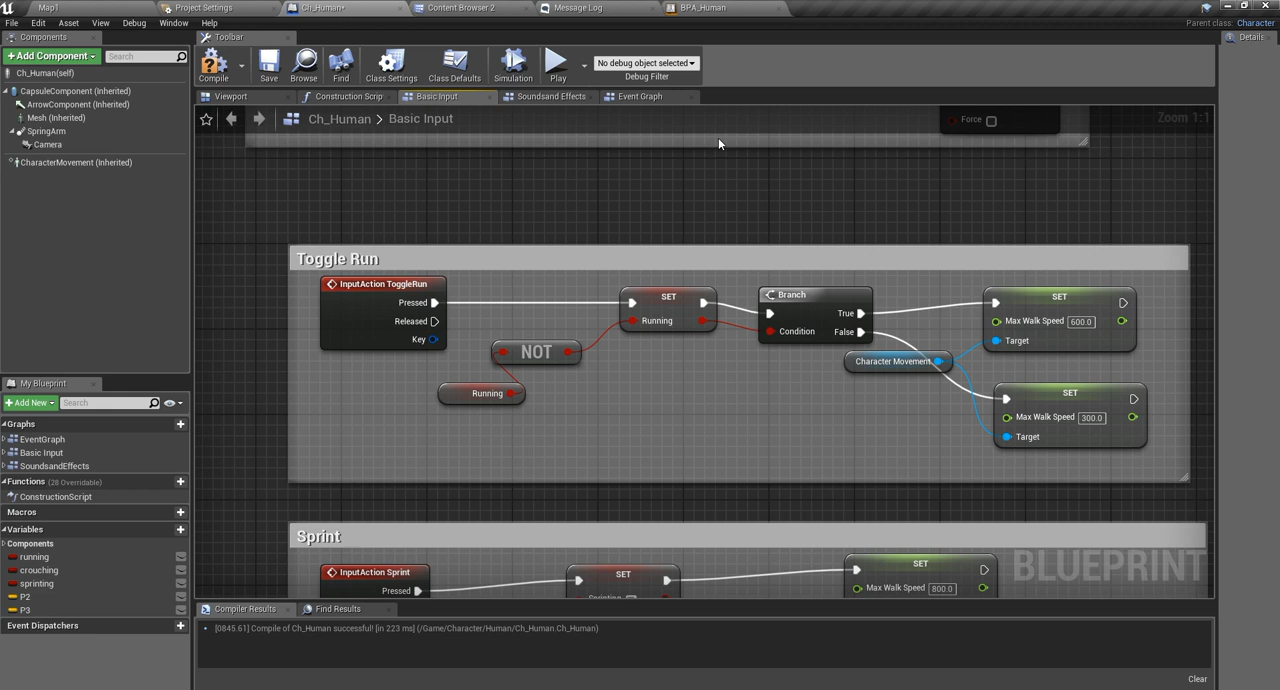 Map1
Project Settings
Ch_Human*
Content Browser 2
Message Log
BPA_Human
File
Edit
Asset
View
Debug
Window
Help
Parent class: Character
Components
Toolbar
Details
+ Add Component
Search
Ch_Human(self)
CapsuleComponent (Inherited)
ArrowComponent (Inherited)
Mesh (Inherited)
SpringArm
Camera
CharacterMovement (Inherited)
Compile
Save
Browse
Find
Class Settings
Class Defaults
Simulation
Play
No debug object selected
Debug Filter
Viewport
Construction Scrip
Basic Input
Soundsand Effects
Event Graph
Ch_Human > Basic Input
Zoom 1:1
Force
Toggle Run
InputAction ToggleRun
Pressed
Released
Key
NOT
Running
SET
Running
Branch
True
Condition
False
Character Movement
SET
Max Walk Speed 600.0
Target
SET
Max Walk Speed 300.0
Target
Sprint
InputAction Sprint
Pressed
SET
Sprinting
SET
Max Walk Speed 800.0
BLUEPRINT
My Blueprint
+ Add New
Search
Graphs
EventGraph
Basic Input
SoundsandEffects
Functions (28 Overridable)
ConstructionScript
Macros
Variables
Components
running
crouching
sprinting
P2
P3
Event Dispatchers
Compiler Results
Find Results
[0845.61] Compile of Ch_Human successful! [in 223 ms] (/Game/Character/Human/Ch_Human.Ch_Human)
Clear